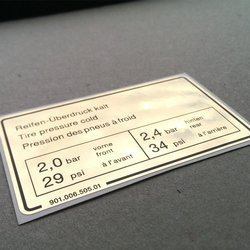 Reifen-Überdruck kalt
Tire pressure cold
Pression des pneus à froid
2,0 bar
29 psi
vorne
front
à l'avant
2,4 bar
34 psi
hinten
rear
à l'arrière
901.006.505.01